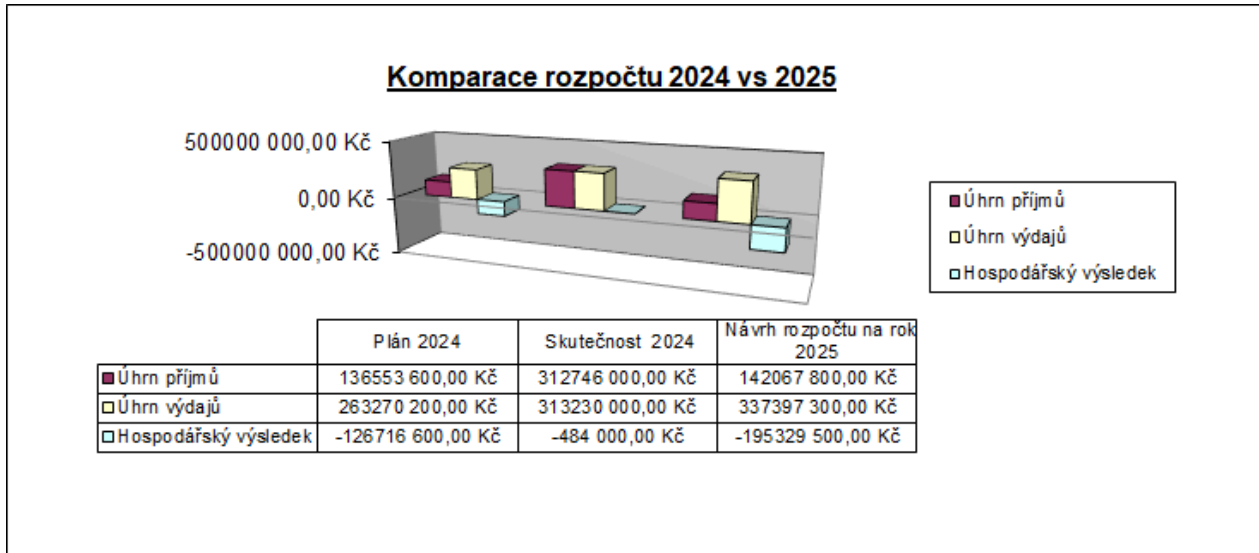 Komparace rozpočtu 2024 vs 2025
500000 000,00 Kč
0,00 Kč
-500000 000,00 Kč
Úhrn příjmů
Úhrn výdajů
Hospodářský výsledek
Plán 2024 Skutečnost 2024 Návrh rozpočtu na rok
2025
Úhrn příjmů 136553 600,00 Kč 312746 000,00 Kč 142067 800,00 Kč
Úhrn výdajů 263270 200,00 Kč 313230 000,00 Kč 337397 300,00 Kč
Hospodářský výsledek -126716 600,00 Kč -484 000,00 Kč -195329 500,00 Kč